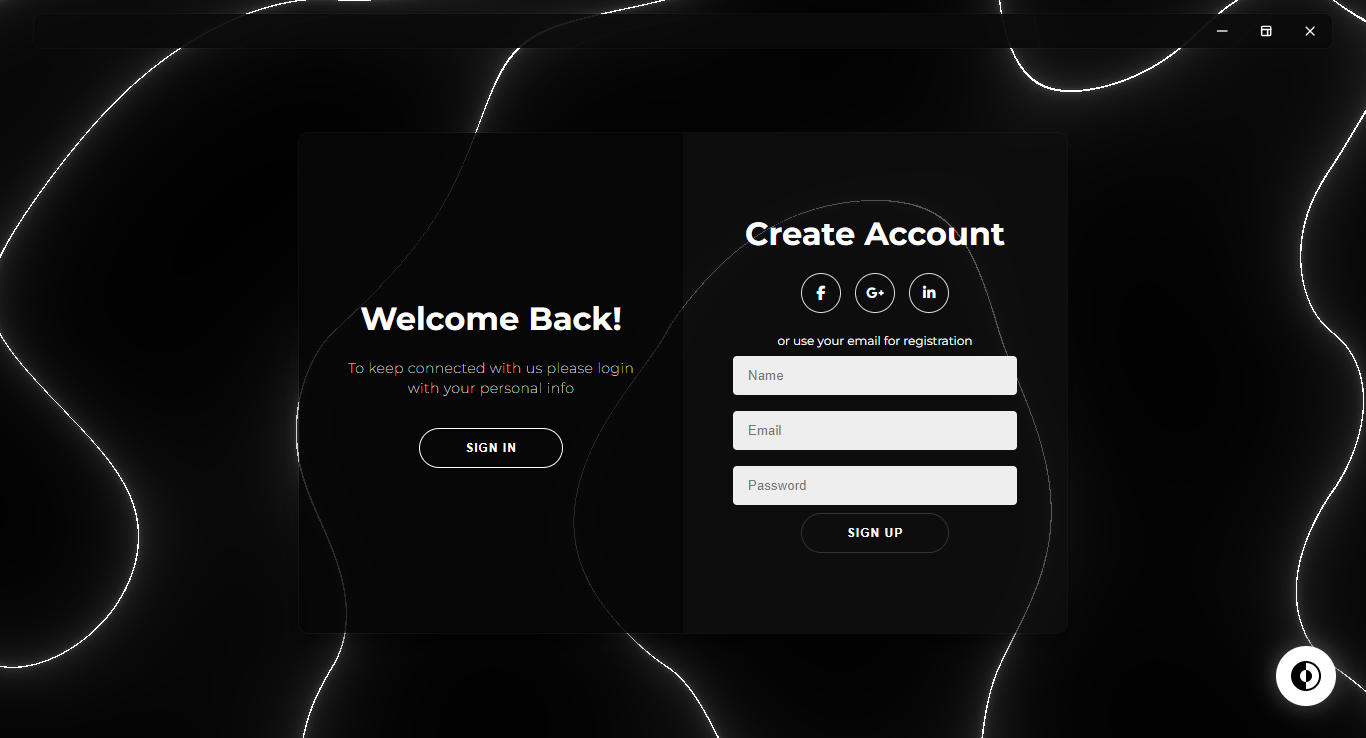 Welcome Back!
To keep connected with us please login
with your personal info
SIGN IN
Create Account
f
G+
in
or use your email for registration
Name
Email
Password
SIGN UP